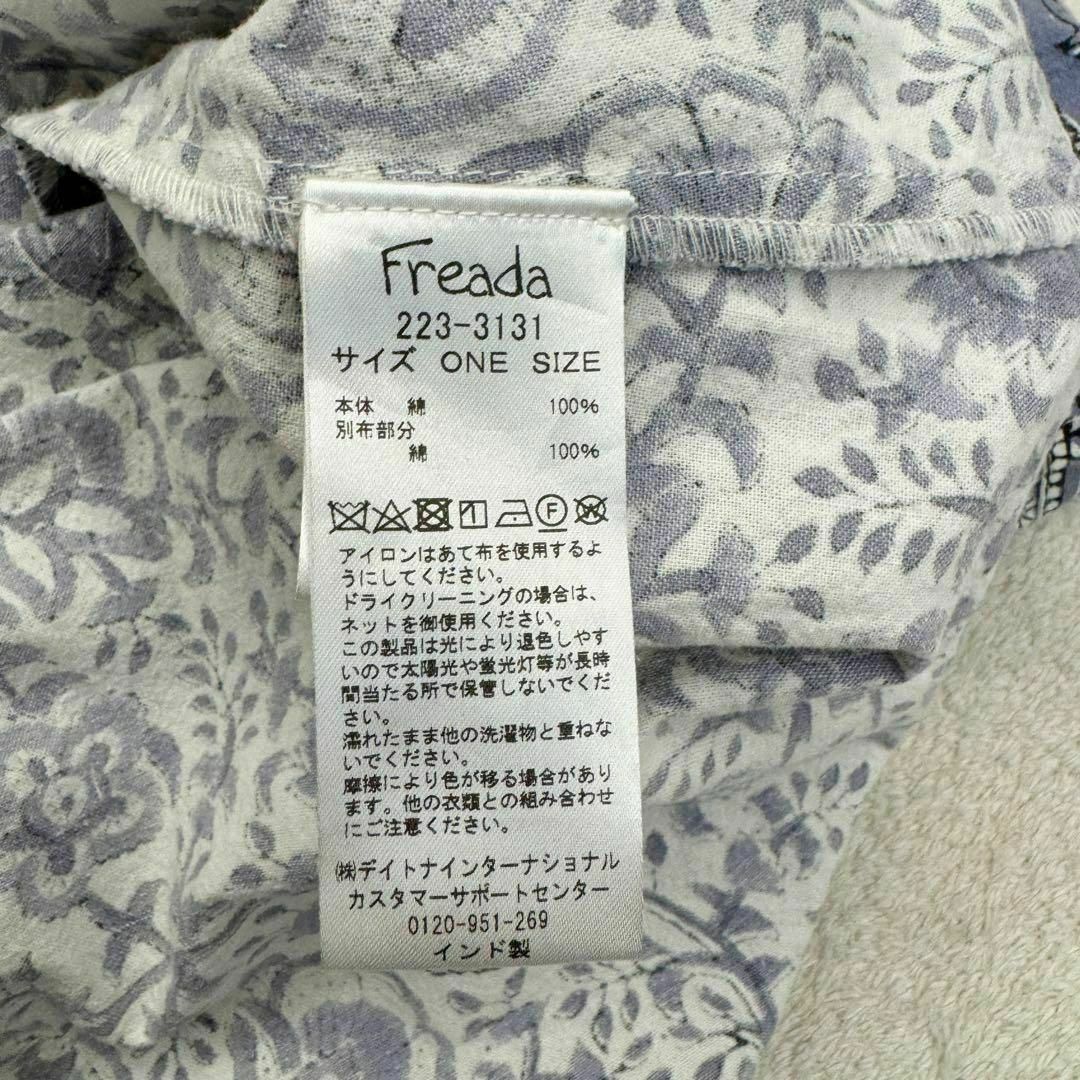 Freada
223-3131
サイズ ONE SIZE
本体 綿 100%
別布部分
綿 100%
F W
アイロンはあて布を使用するよ
うにしてください。
ドライクリーニングの場合は、
ネットを御使用ください。
この製品は光により退色しやす
いので太陽光や蛍光灯等が長時
間当たる所で保管しないでくだ
さい。
濡れたまま他の洗濯物と重ねな
いでください。
摩擦により色が移る場合があり
ます。他の衣類との組み合わせ
にご注意ください。
㈱デイトナインターナショナル
カスタマーサポートセンター
0120-951-269
インド製